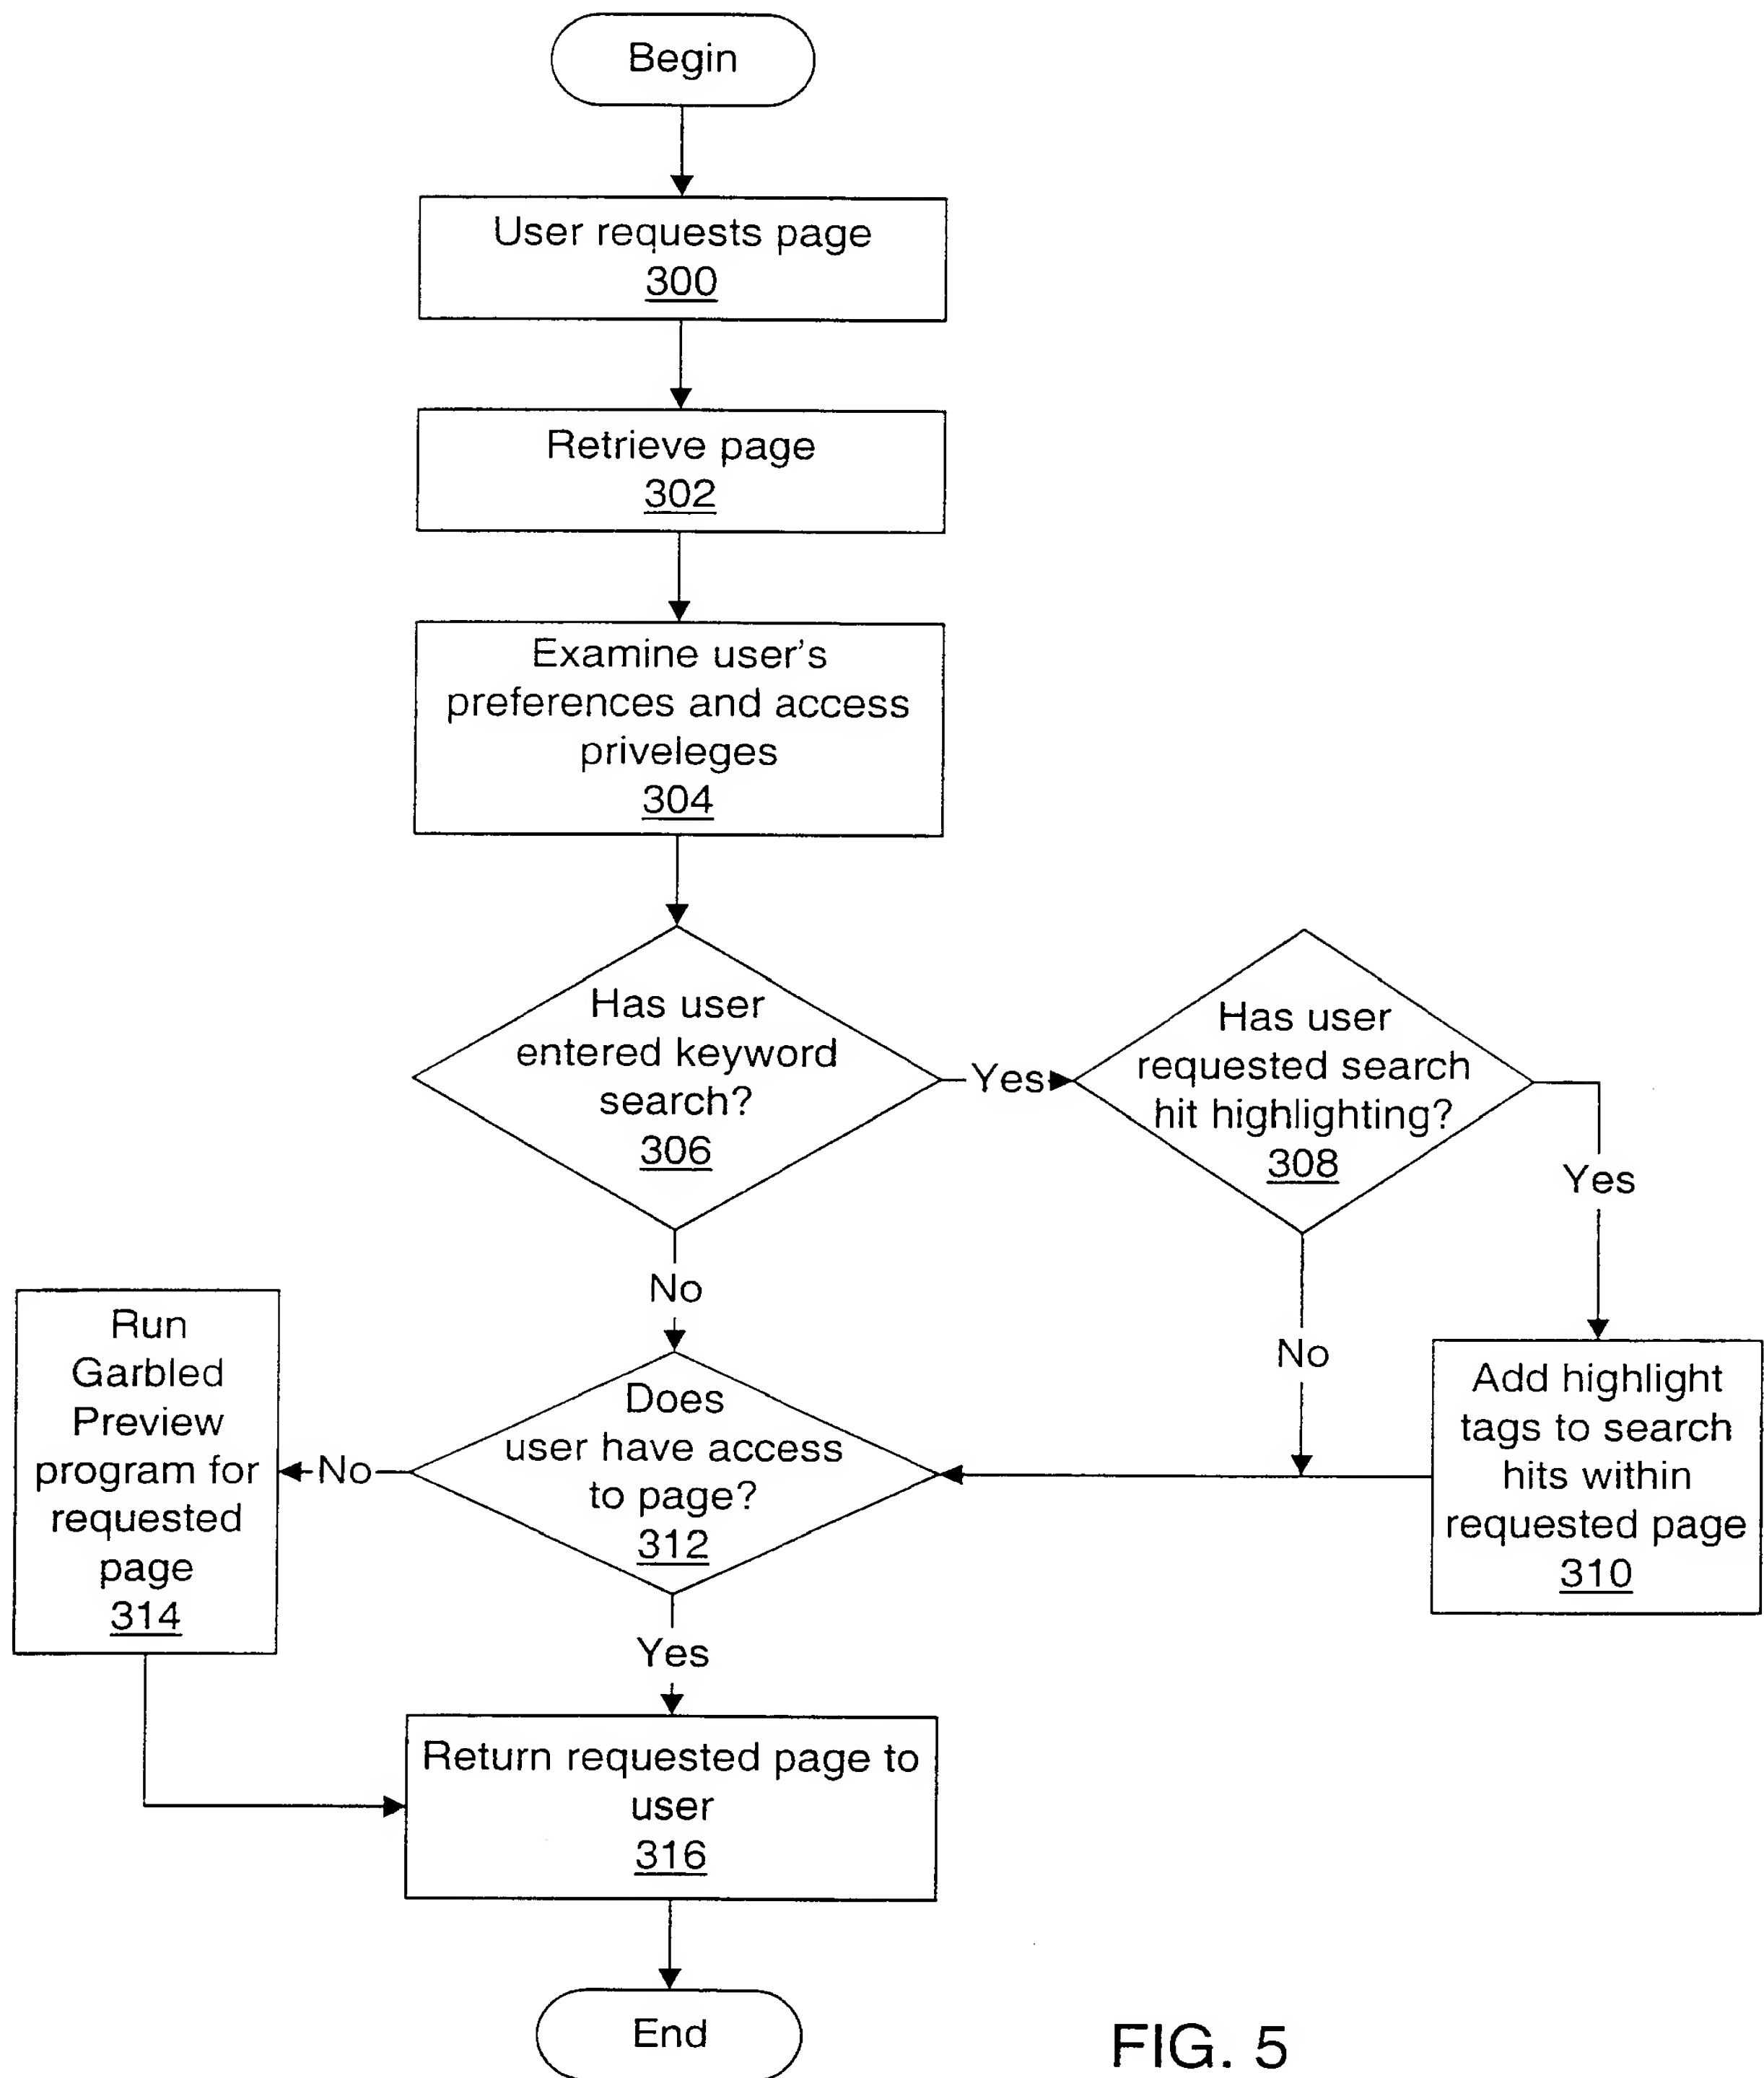 Begin
User requests page
300
Retrieve page
302
Examine user's
preferences and access
priveleges
304
Has user
entered keyword
search?
306
Yes
Has user
requested search
hit highlighting?
308
Yes
No
No
Add highlight
tags to search
hits within
requested page
310
Does
user have access
to page?
312
No
Run
Garbled
Preview
program for
requested
page
314
Yes
Return requested page to
user
316
End
FIG. 5